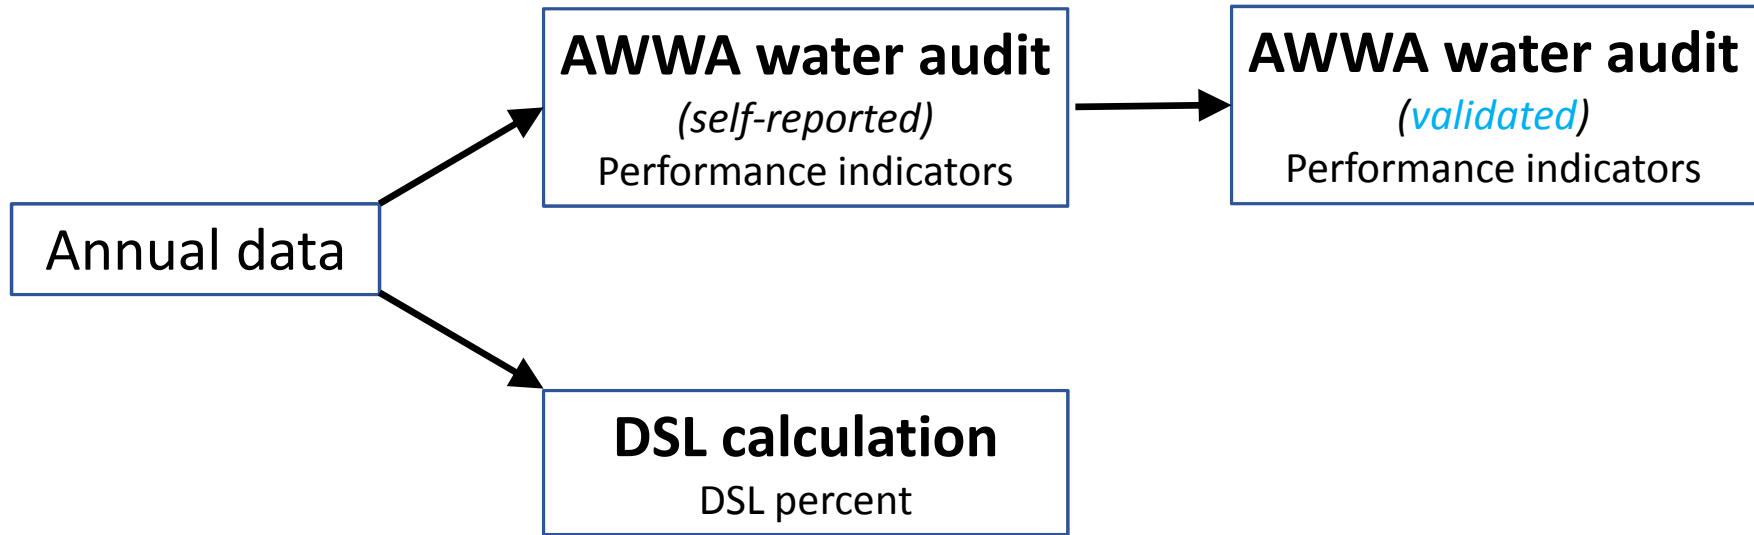 AWWA water audit
(self-reported)
Performance indicators
AWWA water audit
(validated)
Performance indicators
Annual data
DSL calculation
DSL percent